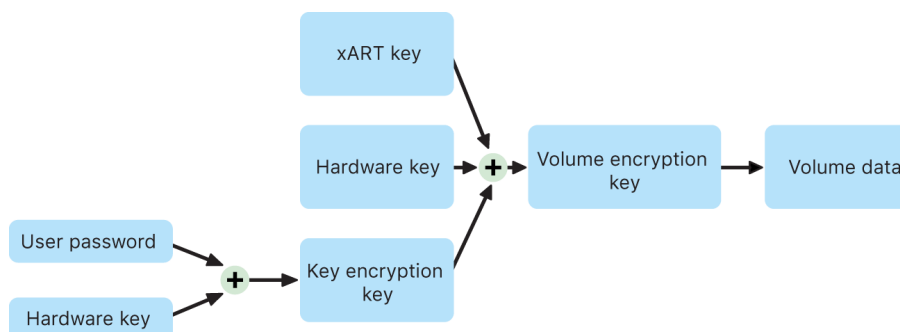 xART key
Hardware key
+
Volume encryption
key
Volume data
User password
+
Key encryption
key
Hardware key